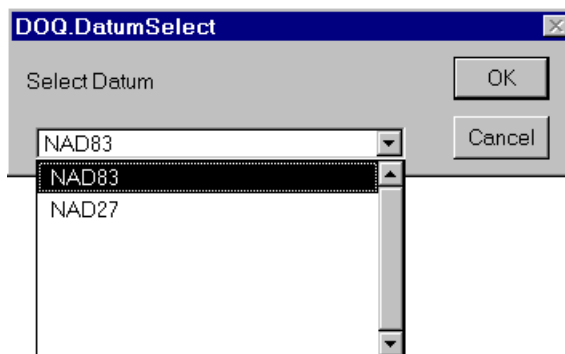 DOQ.DatumSelect
Select Datum
OK
NAD83
Cancel
NAD83
NAD27